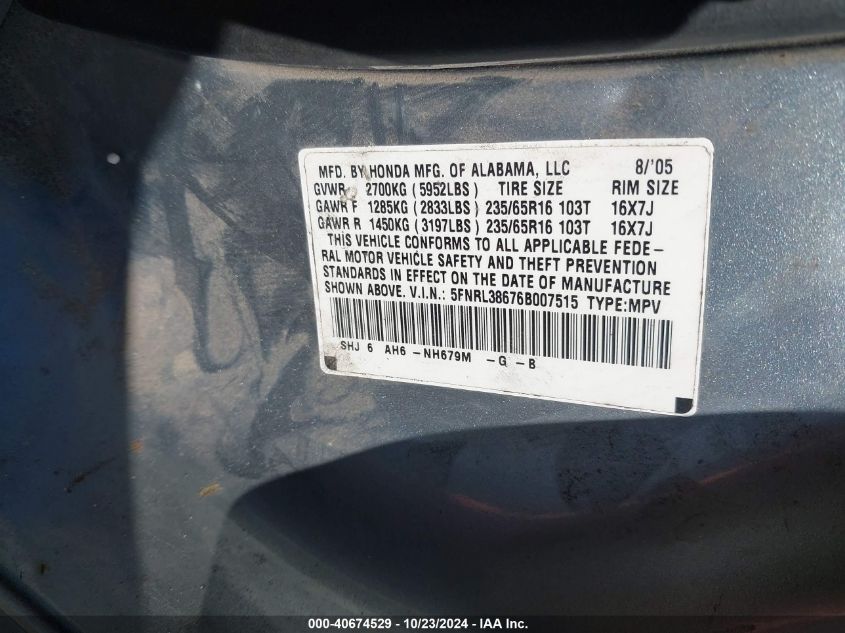 MFD. BY HONDA MFG. OF ALABAMA, LLC 8/'05
GVWR 2700KG (5952LBS) TIRE SIZE RIM SIZE
GAWR F 1285KG (2833LBS) 235/65R16 103T 16X7J
GAWR R 1450KG (3197LBS) 235/65R16 103T 16X7J
THIS VEHICLE CONFORMS TO ALL APPLICABLE FEDE-
RAL MOTOR VEHICLE SAFETY AND THEFT PREVENTION
STANDARDS IN EFFECT ON THE DATE OF MANUFACTURE
SHOWN ABOVE. V.I.N.: 5FNRL38676B007515 TYPE:MPV
SHJ 6 AH6 -NH679M -G -B
000-40674529 - 10/23/2024 - IAA Inc.